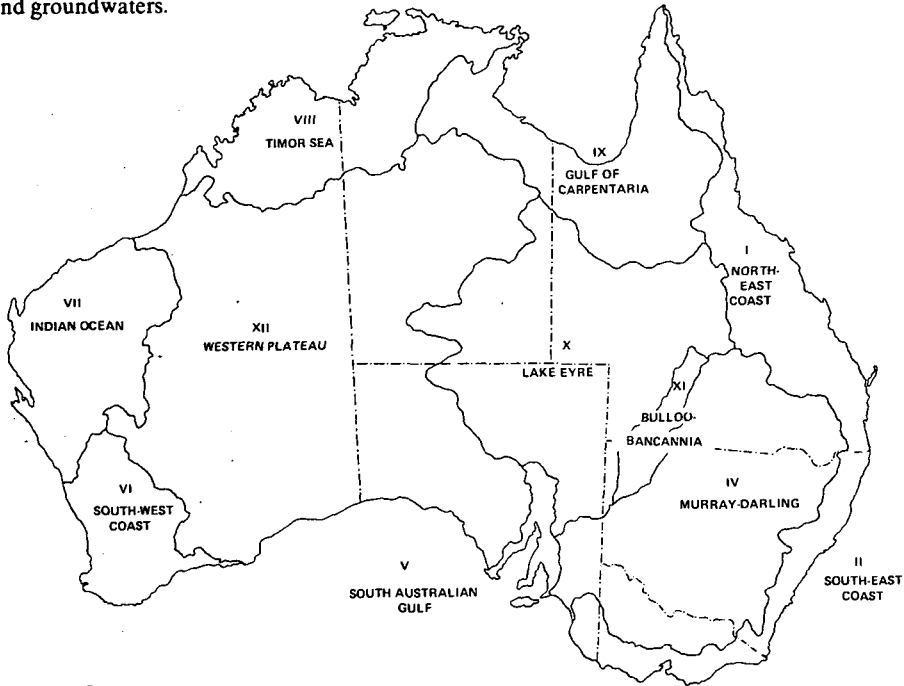 nd groundwaters.
VIII
TIMOR SEA
IX
GULF OF
CARPENTARIA
I
NORTH-
EAST
COAST
VII
INDIAN OCEAN
XII
WESTERN PLATEAU
X
LAKE EYRE
XI
BULLOO-
BANCANNIA
IV
MURRAY-DARLING
VI
SOUTH-WEST
COAST
V
SOUTH AUSTRALIAN
GULF
II
SOUTH-EAST
COAST